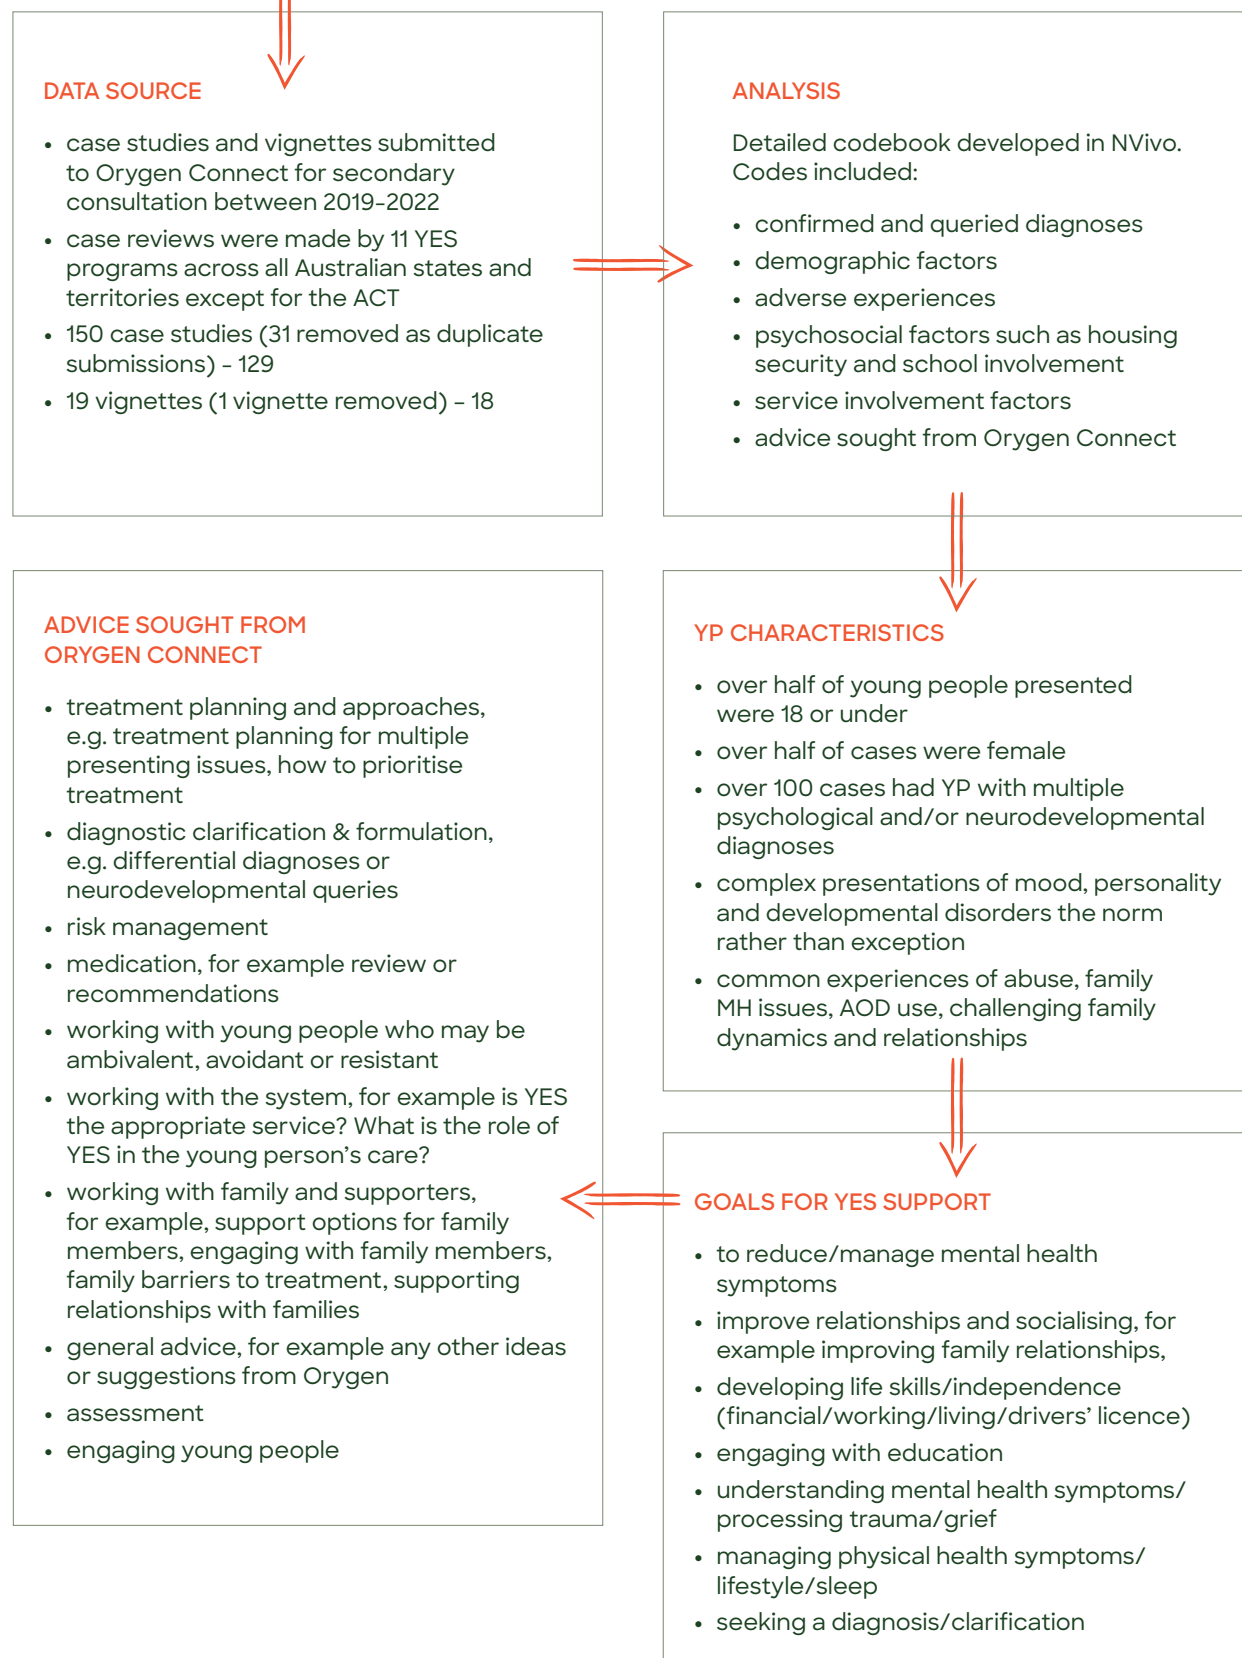 DATA SOURCE
• case studies and vignettes submitted
to Orygen Connect for secondary
consultation between 2019–2022
• case reviews were made by 11 YES
programs across all Australian states and
territories except for the ACT
• 150 case studies (31 removed as duplicate
submissions) – 129
• 19 vignettes (1 vignette removed) – 18
ANALYSIS
Detailed codebook developed in NVivo.
Codes included:
• confirmed and queried diagnoses
• demographic factors
• adverse experiences
• psychosocial factors such as housing
security and school involvement
• service involvement factors
• advice sought from Orygen Connect
YP CHARACTERISTICS
• over half of young people presented
were 18 or under
• over half of cases were female
• over 100 cases had YP with multiple
psychological and/or neurodevelopmental
diagnoses
• complex presentations of mood, personality
and developmental disorders the norm
rather than exception
• common experiences of abuse, family
MH issues, AOD use, challenging family
dynamics and relationships
GOALS FOR YES SUPPORT
• to reduce/manage mental health
symptoms
• improve relationships and socialising, for
example improving family relationships,
• developing life skills/independence
(financial/working/living/drivers’ licence)
• engaging with education
• understanding mental health symptoms/
processing trauma/grief
• managing physical health symptoms/
lifestyle/sleep
• seeking a diagnosis/clarification
ADVICE SOUGHT FROM
ORYGEN CONNECT
• treatment planning and approaches,
e.g. treatment planning for multiple
presenting issues, how to prioritise
treatment
• diagnostic clarification & formulation,
e.g. differential diagnoses or
neurodevelopmental queries
• risk management
• medication, for example review or
recommendations
• working with young people who may be
ambivalent, avoidant or resistant
• working with the system, for example is YES
the appropriate service? What is the role of
YES in the young person’s care?
• working with family and supporters,
for example, support options for family
members, engaging with family members,
family barriers to treatment, supporting
relationships with families
• general advice, for example any other ideas
or suggestions from Orygen
• assessment
• engaging young people